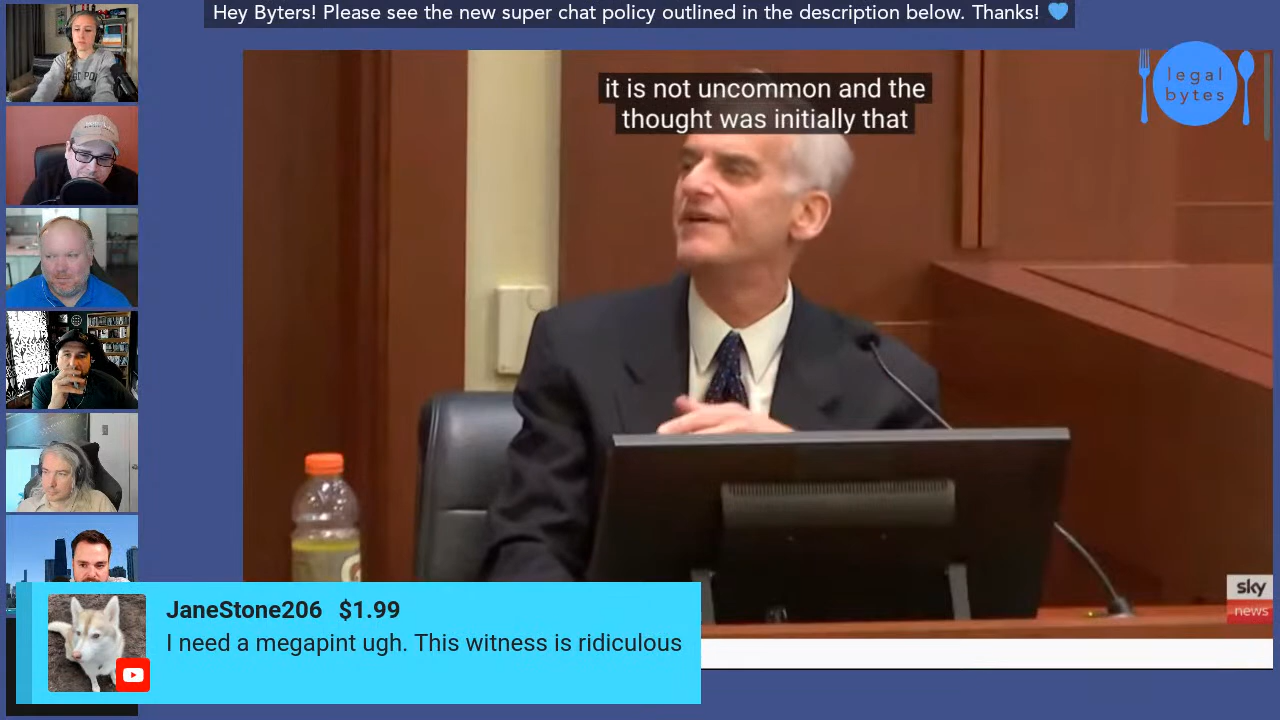 Hey Byters! Please see the new super chat policy outlined in the description below. Thanks! 💙
legal
bytes
it is not uncommon and the
thought was initially that
sky
news
JaneStone206 $1.99
I need a megapint ugh. This witness is ridiculous